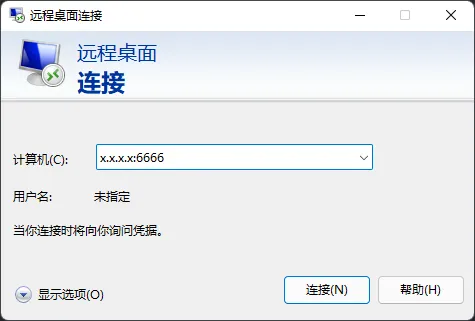 远程桌面连接
远程桌面
连接
计算机(C): x.x.x.x:6666
用户名: 未指定
当你连接时将向你询问凭据。
显示选项(O) 连接(N) 帮助(H)